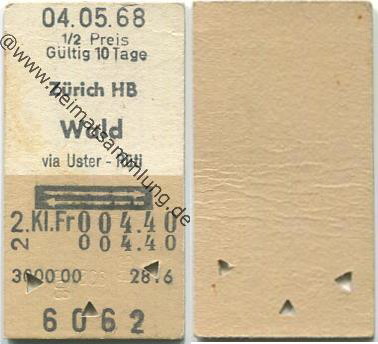 04.05.68
1/2 Preis
Gültig 10 Tage
Zürich HB
Wald
via Uster - Rüti
2.Kl.Fr 004.40
2. 004.40
3000 00 28.6
6062
@www.heimatsammlung.de